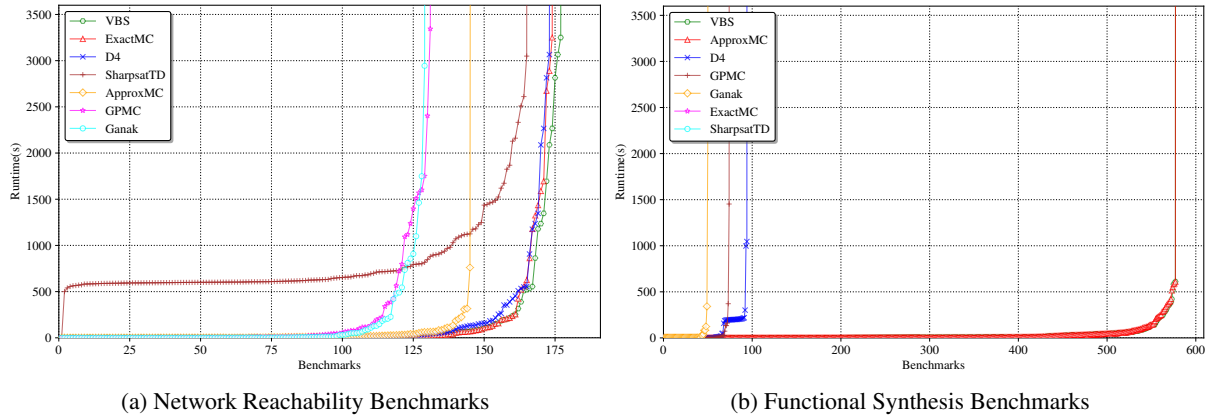 3500
3000
2500
2000
1500
1000
500
0
Runtime(s)
VBS
ExactMC
D4
SharpsatTD
ApproxMC
GPMC
Ganak
0 25 50 75 100 125 150 175
Benchmarks
(a) Network Reachability Benchmarks
3500
3000
2500
2000
1500
1000
500
0
Runtime(s)
VBS
ApproxMC
D4
GPMC
Ganak
ExactMC
SharpsatTD
0 100 200 300 400 500 600
Benchmarks
(b) Functional Synthesis Benchmarks